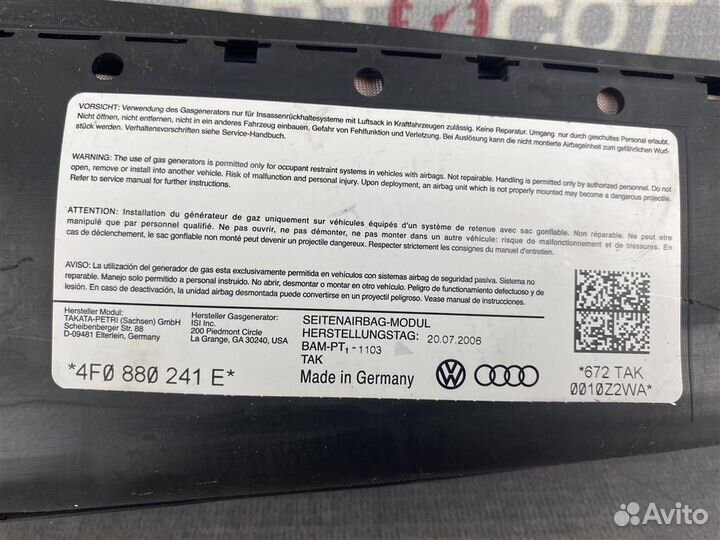 VORSICHT: Verwendung des Gasgenerators nur für Insassenrückhaltesysteme mit Luftsack in Kraftfahrzeugen zulässig. Keine Reparatur. Umgang nur durch geschultes Personal erlaubt.
Nicht öffnen, nicht entfernen, nicht in ein anderes Fahrzeug einbauen. Gefahr von Fehlfunktion und Verletzung. Bei Auslösung kann die nicht montierte Airbageinheit zum gefährlichen Wurf-
stück werden. Verhaltensvorschriften siehe Service-Handbuch.
WARNING: The use of gas generators is permitted only for occupant restraint systems in vehicles with airbags. Not repairable. Handling is permitted only by authorized personnel. Do not
open, remove or install into another vehicle. Risk of malfunction and personal injury. Upon deployment, an airbag unit which is not properly mounted may become a dangerous projectile.
Refer to service manual for further instructions.
ATTENTION: Installation du générateur de gaz uniquement sur véhicules équipés d'un système de retenue avec sac gonflable. Non réparable. Ne peut être
manipulé que par personnel qualifié. Ne pas ouvrir, ne pas démonter, ne pas monter dans un autre véhicule: risque de malfonctionnement et de blessures. En
cas de déclenchement, le sac gonflable non monté peut devenir un projectile dangereux. Respecter strictement les consignes du manuel d'entretien.
AVISO: La utilización del generador de gas esta exclusivamente permitida en vehículos con sistemas airbag de seguridad pasiva. Sistema no
reparable. Manejo solo permitido a personal instruido. No abrir, desmontar o montar en otro vehículo. Peligro de funcionamiento defectuoso y de
lesión. En caso de deflagración, la unidad airbag desmontada puede convertirse en un proyectil peligroso. Vease manual de instrucciones.
Hersteller Modul:
TAKATA-PETRI (Sachsen) GmbH
Scheibenberger Str. 88
D-09481 Elterlein, Germany
Hersteller Gasgenerator:
ISI Inc.
200 Piedmont Circle
La Grange, GA 30240, USA
SEITENAIRBAG-MODUL
HERSTELLUNGSTAG: 20.07.2006
BAM-PT₁-1103
TAK
Made in Germany
*4F0 880 241 E*
*672 TAK
0010Z2WA*
Avito